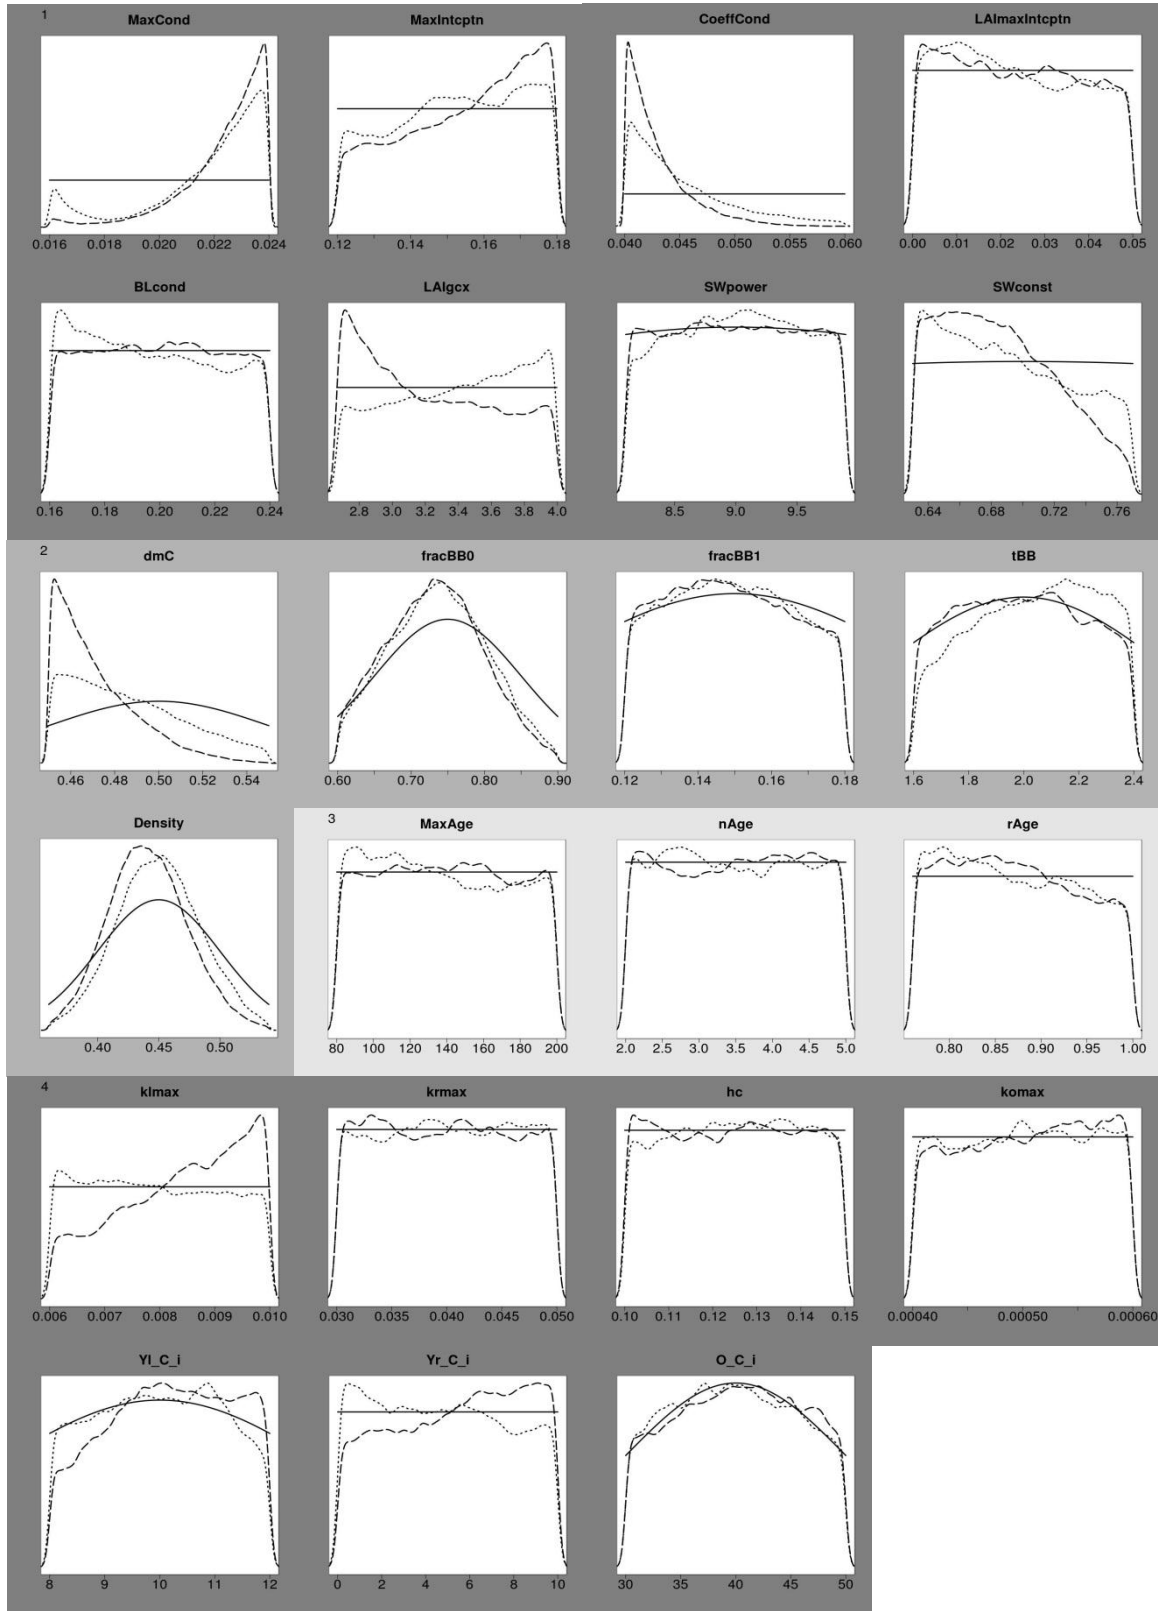 1
MaxCond MaxIntcptn CoeffCond LAImaxIntcptn
0.016 0.018 0.020 0.022 0.024 0.12 0.14 0.16 0.18 0.040 0.045 0.050 0.055 0.060 0.00 0.01 0.02 0.03 0.04 0.05
BLcond LAIgcx SWpower SWconst
0.16 0.18 0.20 0.22 0.24 2.8 3.0 3.2 3.4 3.6 3.8 4.0 8.5 9.0 9.5 0.64 0.68 0.72 0.76
2
dmC fracBB0 fracBB1 tBB
0.46 0.48 0.50 0.52 0.54 0.60 0.70 0.80 0.90 0.12 0.14 0.16 0.18 1.6 1.8 2.0 2.2 2.4
3
Density MaxAge nAge rAge
0.40 0.45 0.50 80 100 120 140 160 180 200 2.0 2.5 3.0 3.5 4.0 4.5 5.0 0.80 0.85 0.90 0.95 1.00
4
klmax krmax hc komax
0.006 0.007 0.008 0.009 0.010 0.030 0.035 0.040 0.045 0.050 0.10 0.11 0.12 0.13 0.14 0.15 0.00040 0.00050 0.00060
Yl_C_i Yr_C_i O_C_i
8 9 10 11 12 0 2 4 6 8 10 30 35 40 45 50